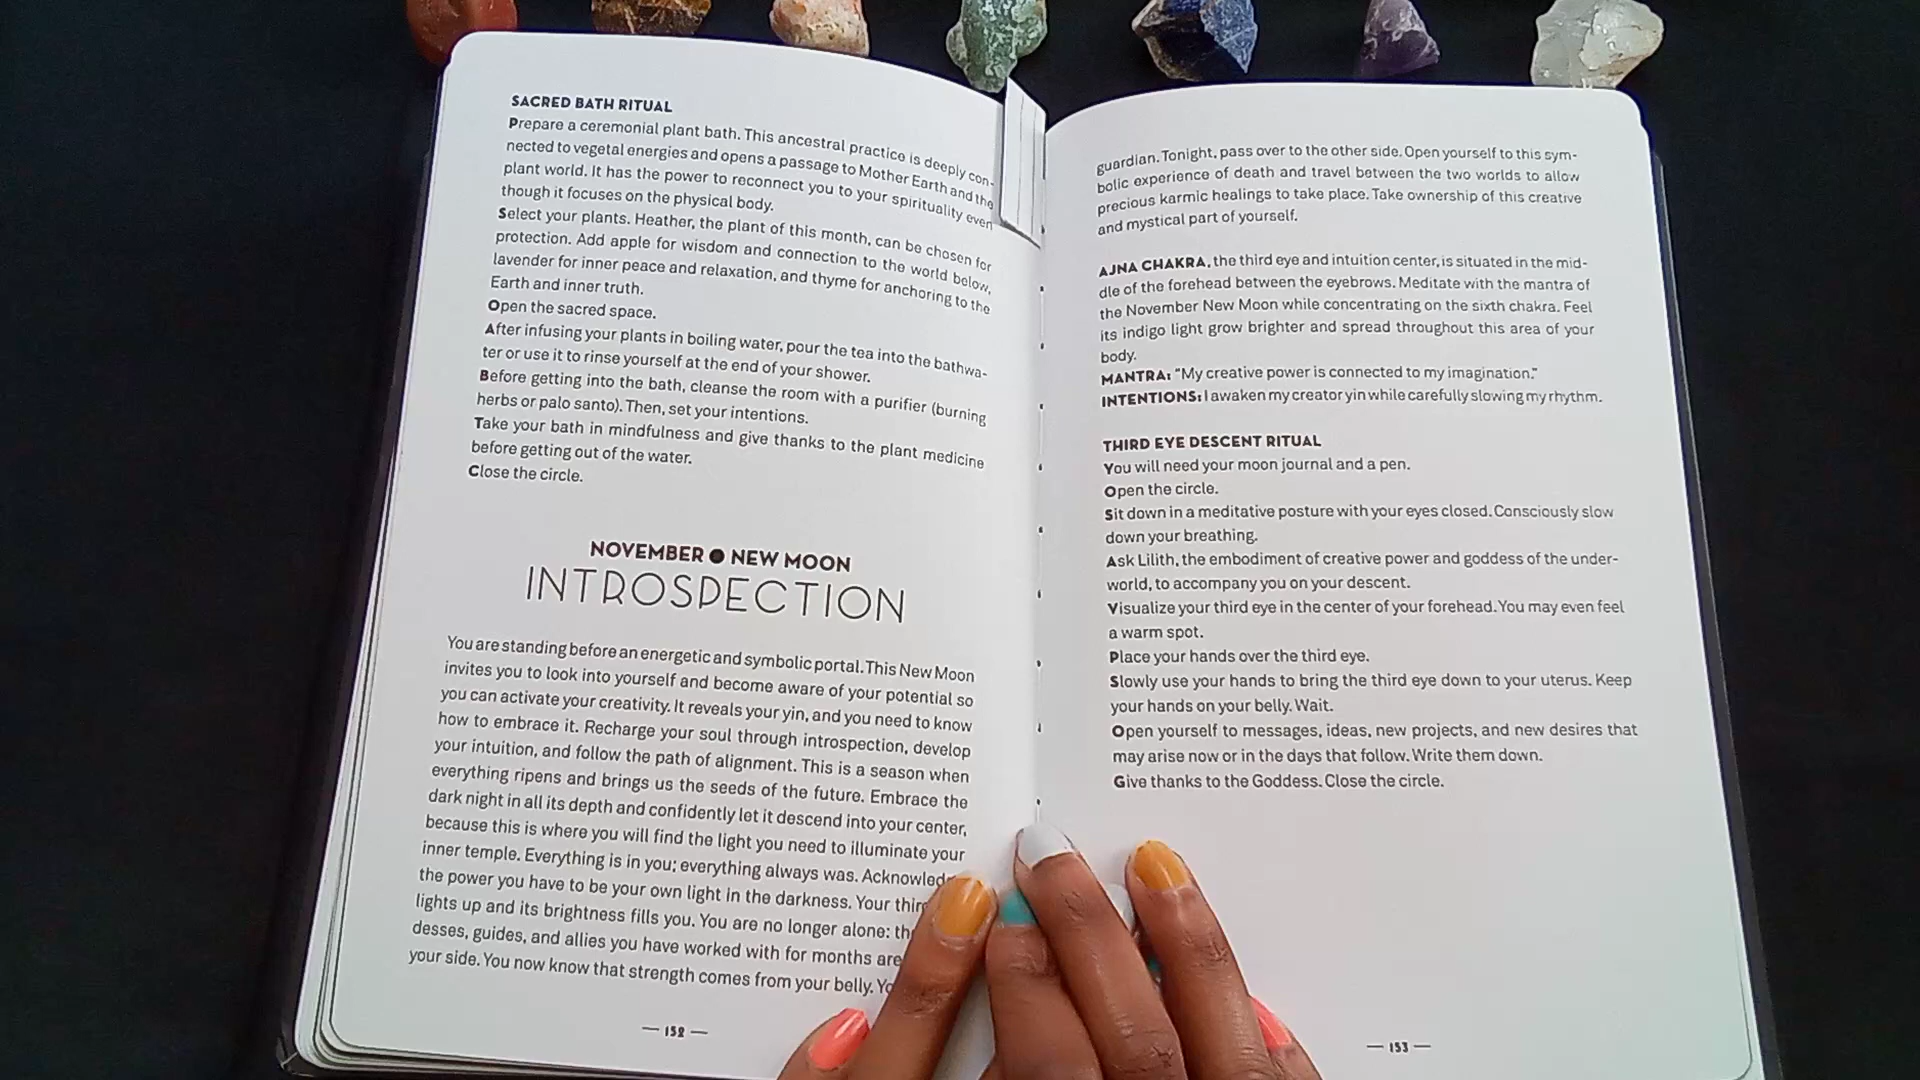 SACRED BATH RITUAL
Prepare a ceremonial plant bath. This ancestral practice is deeply con-
nected to vegetal energies and opens a passage to Mother Earth and the
plant world. It has the power to reconnect you to your spirituality even
though it focuses on the physical body.
Select your plants. Heather, the plant of this month, can be chosen for
protection. Add apple for wisdom and connection to the world below,
lavender for inner peace and relaxation, and thyme for anchoring to the
Earth and inner truth.
Open the sacred space.
After infusing your plants in boiling water, pour the tea into the bathwa-
ter or use it to rinse yourself at the end of your shower.
Before getting into the bath, cleanse the room with a purifier (burning
herbs or palo santo). Then, set your intentions.
Take your bath in mindfulness and give thanks to the plant medicine
before getting out of the water.
Close the circle.
NOVEMBER ● NEW MOON
INTROSPECTION
You are standing before an energetic and symbolic portal. This New Moon
invites you to look into yourself and become aware of your potential so
you can activate your creativity. It reveals your yin, and you need to know
how to embrace it. Recharge your soul through introspection, develop
your intuition, and follow the path of alignment. This is a season when
everything ripens and brings us the seeds of the future. Embrace the
dark night in all its depth and confidently let it descend into your center,
because this is where you will find the light you need to illuminate your
inner temple. Everything is in you; everything always was.
the power you have to be your own light in the darkness. Your
lights up and its brightness fills you. You are no longer alone:
desses, guides, and allies you have worked with for months are
your side. You now know that strength comes from your belly.
— 152 —
guardian. Tonight, pass over to the other side. Open yourself to this sym-
bolic experience of death and travel between the two worlds to allow
precious karmic healings to take place. Take ownership of this creative
and mystical part of yourself.
AJNA CHAKRA, the third eye and intuition center, is situated in the mid-
dle of the forehead between the eyebrows. Meditate with the mantra of
the November New Moon while concentrating on the sixth chakra. Feel
its indigo light grow brighter and spread throughout this area of your
body.
MANTRA: "My creative power is connected to my imagination."
INTENTIONS: I awaken my creator yin while carefully slowing my rhythm.
THIRD EYE DESCENT RITUAL
You will need your moon journal and a pen.
Open the circle.
Sit down in a meditative posture with your eyes closed. Consciously slow
down your breathing.
Ask Lilith, the embodiment of creative power and goddess of the under-
world, to accompany you on your descent.
Visualize your third eye in the center of your forehead. You may even feel
a warm spot.
Place your hands over the third eye.
Slowly use your hands to bring the third eye down to your uterus. Keep
your hands on your belly. Wait.
Open yourself to messages, ideas, new projects, and new desires that
may arise now or in the days that follow. Write them down.
Give thanks to the Goddess. Close the circle.
— 153 —